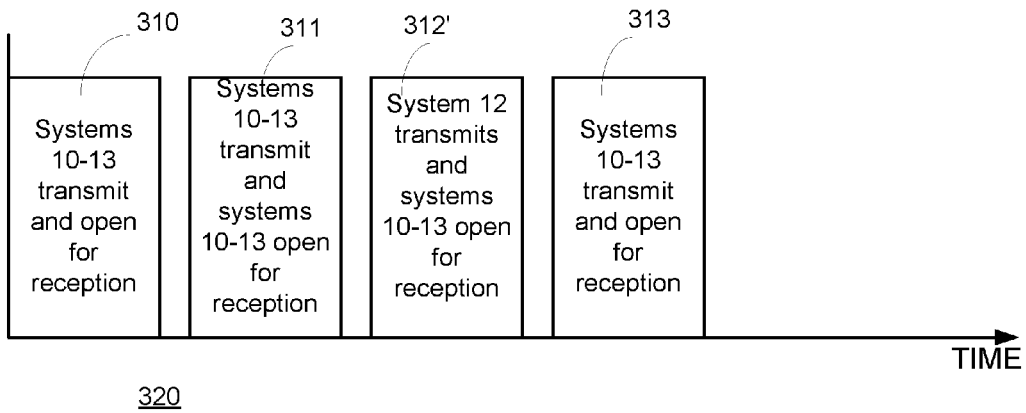 310
311
312'
313
Systems
10-13
transmit
and open
for
reception
Systems
10-13
transmit
and
systems
10-13 open
for
reception
System 12
transmits
and
systems
10-13 open
for
reception
Systems
10-13
transmit
and open
for
reception
TIME
320